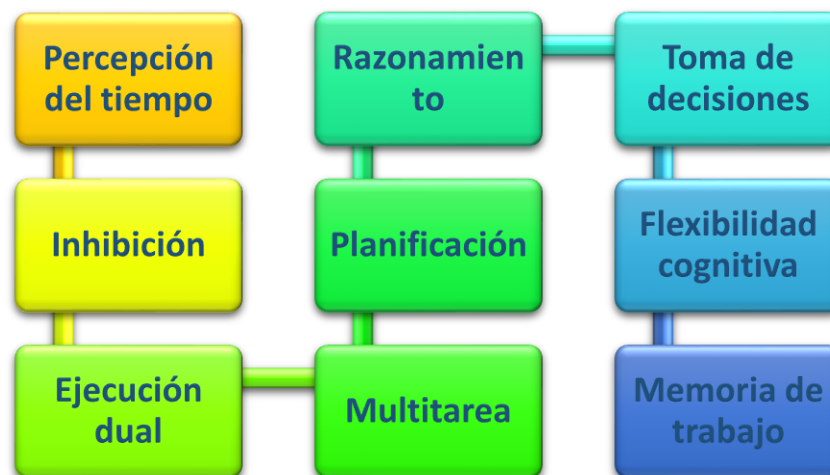 Percepción
del tiempo
Inhibición
Ejecución
dual
Multitarea
Planificación
Razonamien
to
Toma de
decisiones
Flexibilidad
cognitiva
Memoria de
trabajo